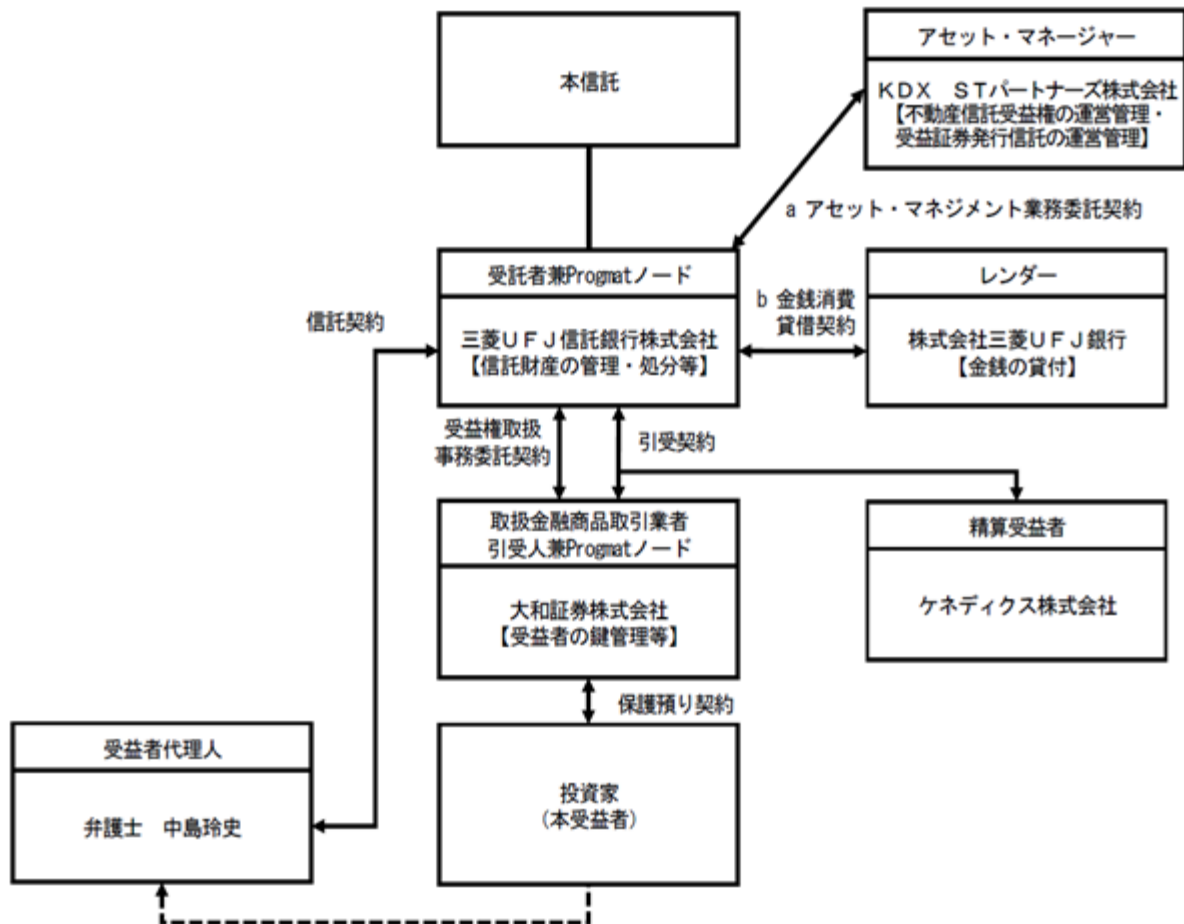 本信託
アセット・マネージャー
KDX STパートナーズ株式会社
【不動産信託受益権の運営管理・
受益証券発行信託の運営管理】
a アセット・マネジメント業務委託契約
受託者兼Progmatノード
三菱UFJ信託銀行株式会社
【信託財産の管理・処分等】
信託契約
b 金銭消費
貸借契約
レンダー
株式会社三菱UFJ銀行
【金銭の貸付】
受益権取扱
事務委託契約
引受契約
取扱金融商品取引業者
引受人兼Progmatノード
大和証券株式会社
【受益者の鍵管理等】
精算受益者
ケネディクス株式会社
保護預り契約
受益者代理人
弁護士 中島玲史
投資家
(本受益者)